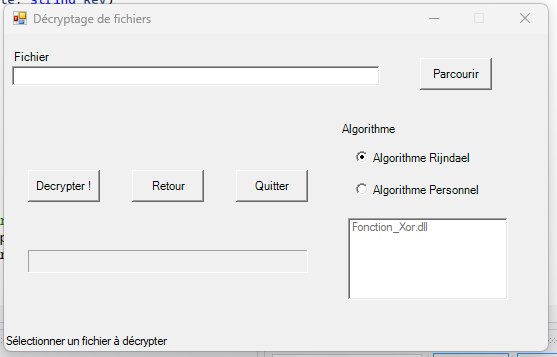 string Key)
Décryptage de fichiers
Fichier
Parcourir
Algorithme
Algorithme Rijndael
Decrypter !
Retour
Quitter
Algorithme Personnel
Fonction_Xor.dll
Sélectionner un fichier à décrypter